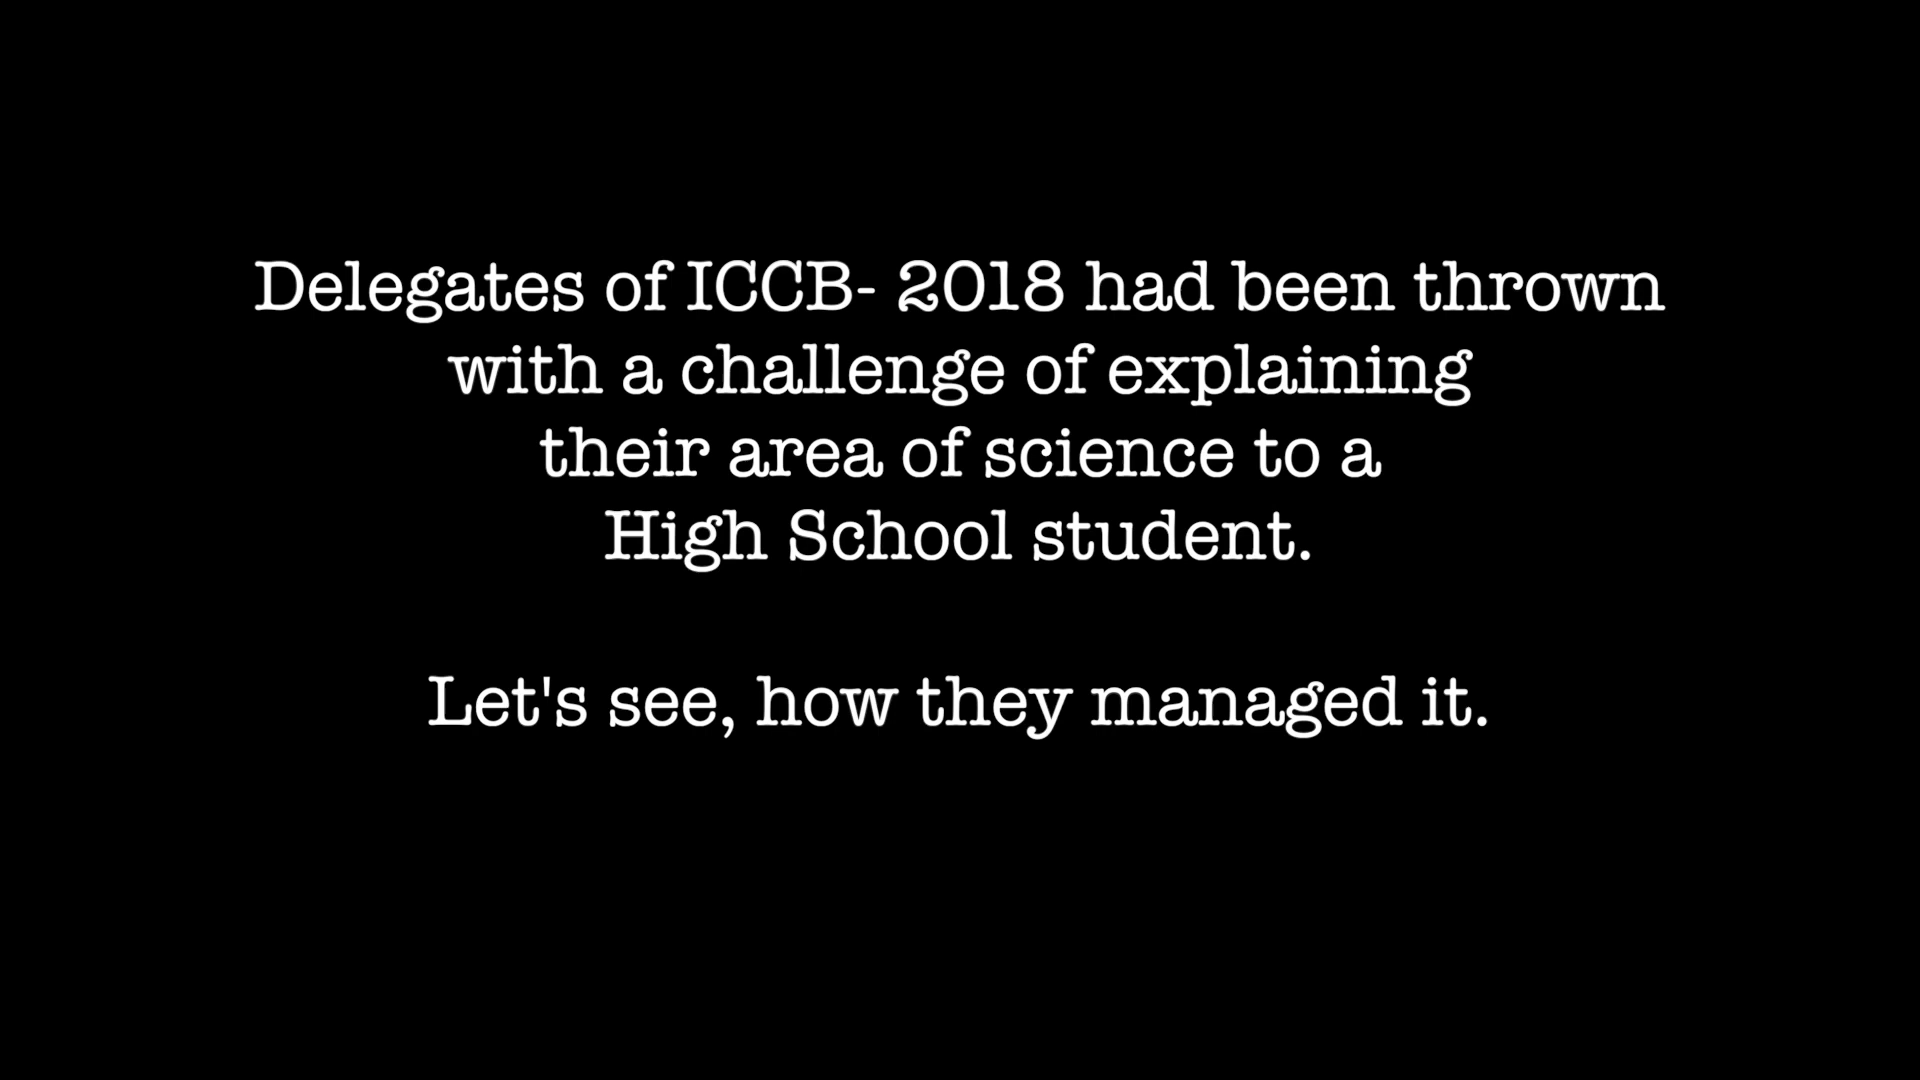 Delegates of ICCB- 2018 had been thrown
with a challenge of explaining
their area of science to a
High School student.
Let's see, how they managed it.